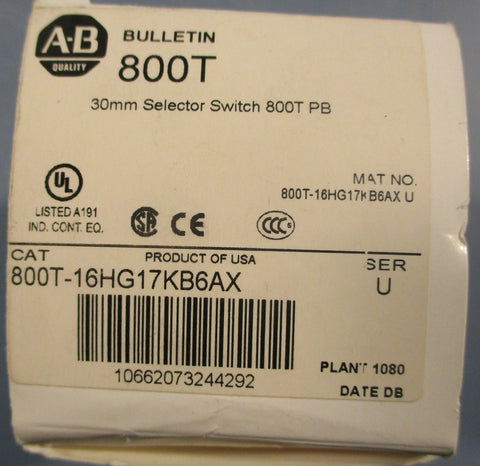 A-B
QUALITY
BULLETIN
800T
30mm Selector Switch 800T PB
UL
LISTED A191
IND. CONT. EQ.
SA CE CCC S
MAT NO.
800T-16HG17KB6AX U
CAT
PRODUCT OF USA
SER
800T-16HG17KB6AX
U
10662073244292
PLANT 1080
DATE DB